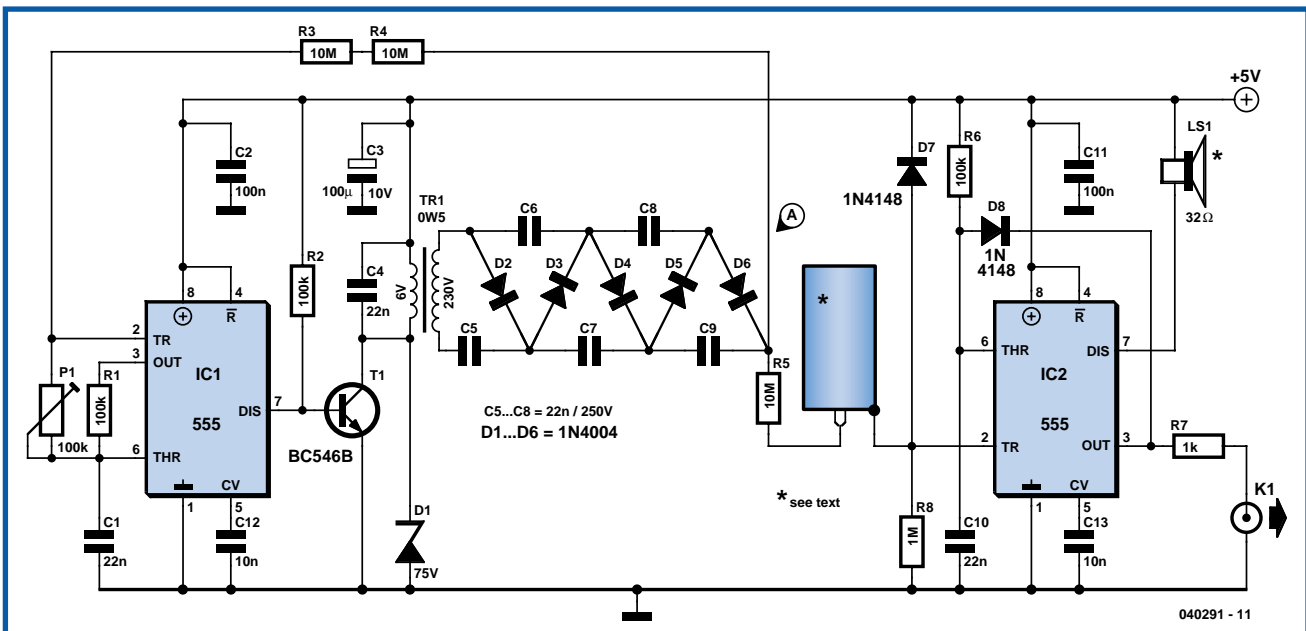 R3
10M
R4
10M
+5V
C2
100n
C3
100µ
10V
R2
100k
C4
22n
TR1
0W5
6V
230V
C6
C8
D2
D3
D4
D5
D6
C5
C7
C9
A
D7
1N4148
R6
100k
D8
1N
4148
C11
100n
LS1
*
32Ω
8
4
R
2
TR
3
OUT
IC1
555
DIS
7
6
THR
CV
1
5
P1
100k
R1
100k
C1
22n
C12
10n
T1
BC546B
D1
75V
C5...C8 = 22n / 250V
D1...D6 = 1N4004
R5
10M
*
* see text
R8
1M
C10
22n
8
4
R
6
THR
DIS
7
IC2
555
2
TR
OUT
3
CV
1
5
C13
10n
R7
1k
K1
040291 - 11